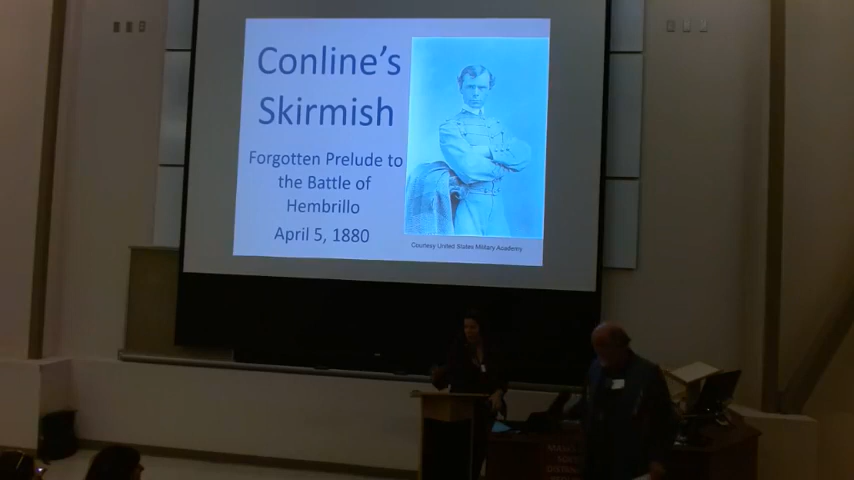 Conline's
Skirmish
Forgotten Prelude to
the Battle of
Hembrillo
April 5, 1880
Courtesy United States Military Academy